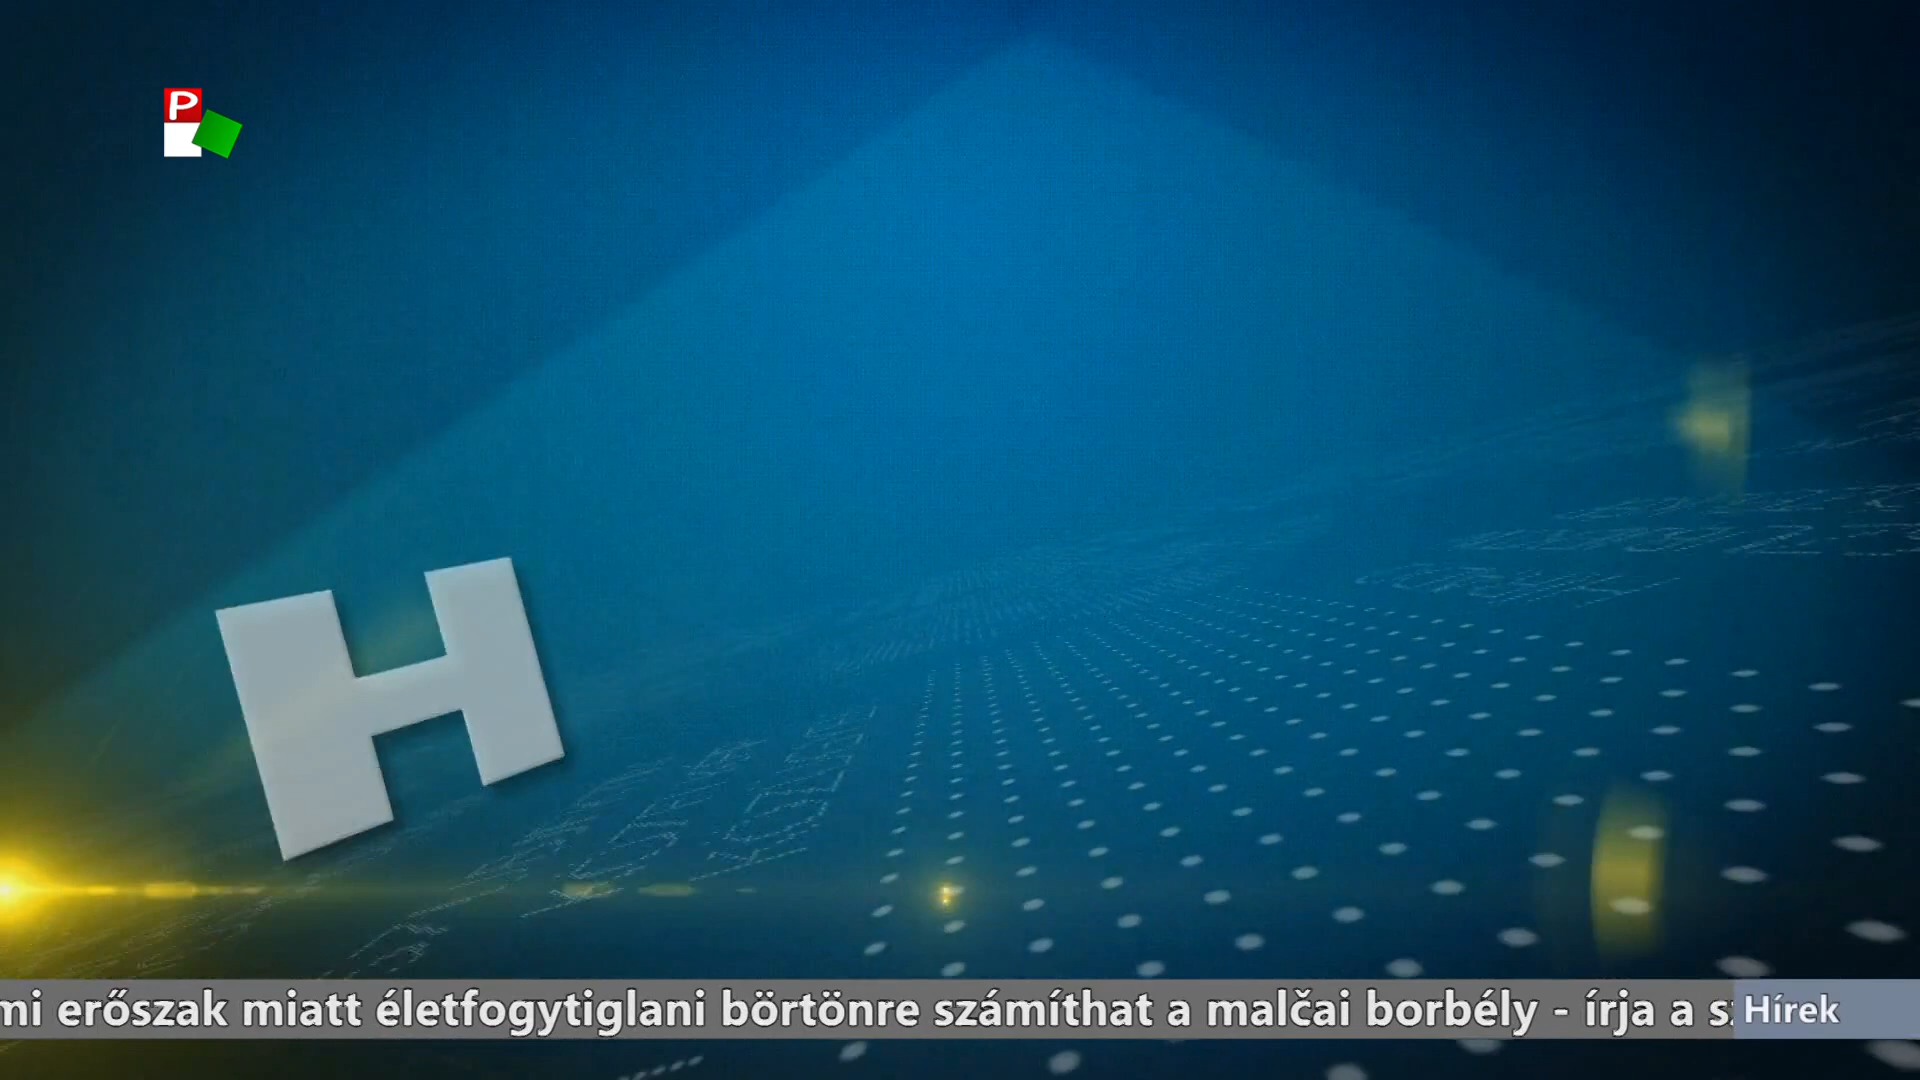 P
H
mi erőszak miatt életfogytiglani börtönre számíthat a malčai borbély - írja a
Hírek